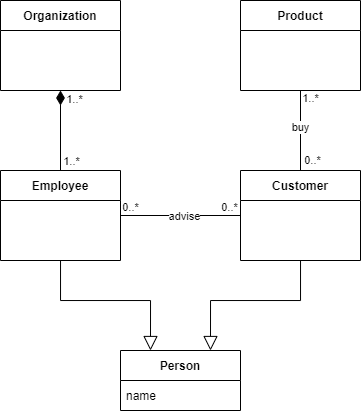 Organization
Product
1..*
1..*
buy
1..*
0..*
Employee
Customer
0..*
advise
0..*
Person
name